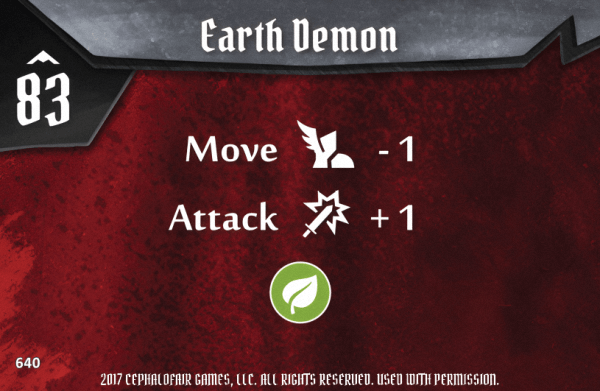 Earth Demon
83
Move - 1
Attack + 1
640
2017 CEPHALOFAIR GAMES, LLC. ALL RIGHTS RESERVED. USED WITH PERMISSION.